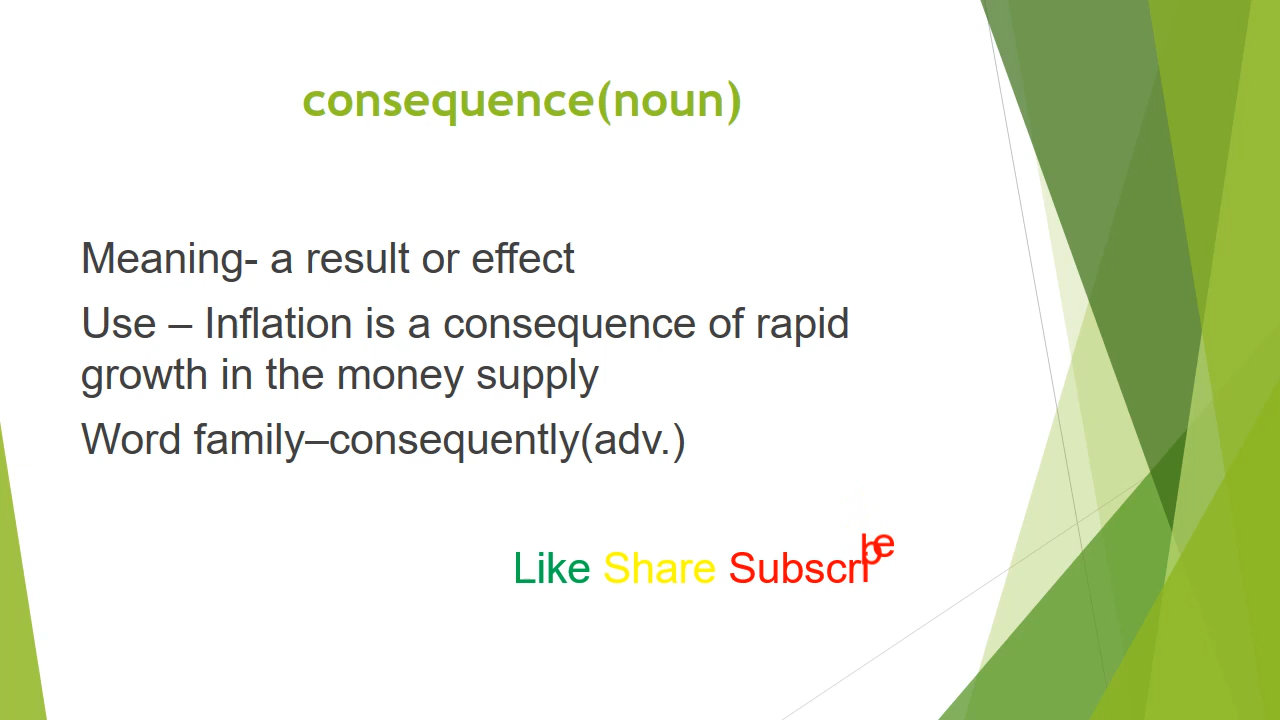 consequence(noun)
Meaning- a result or effect
Use – Inflation is a consequence of rapid
growth in the money supply
Word family–consequently(adv.)
Like Share Subscribe